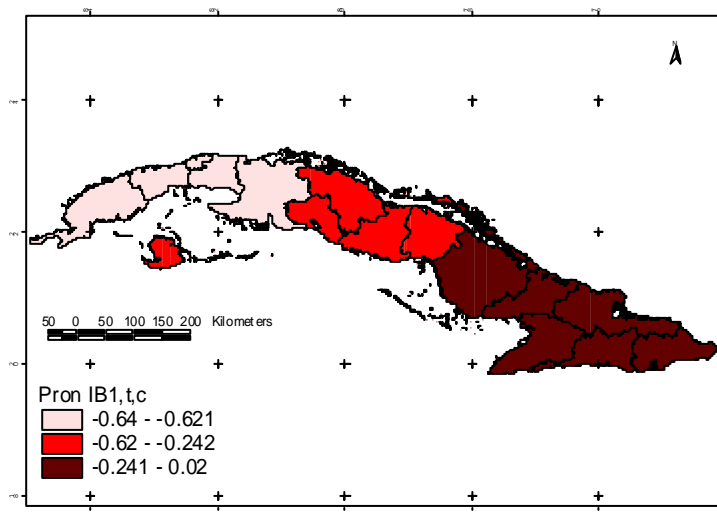 N
50 0 50 100 150 200 Kilometers
Pron IB1,t,c
-0.64 - -0.621
-0.62 - -0.242
-0.241 - 0.02